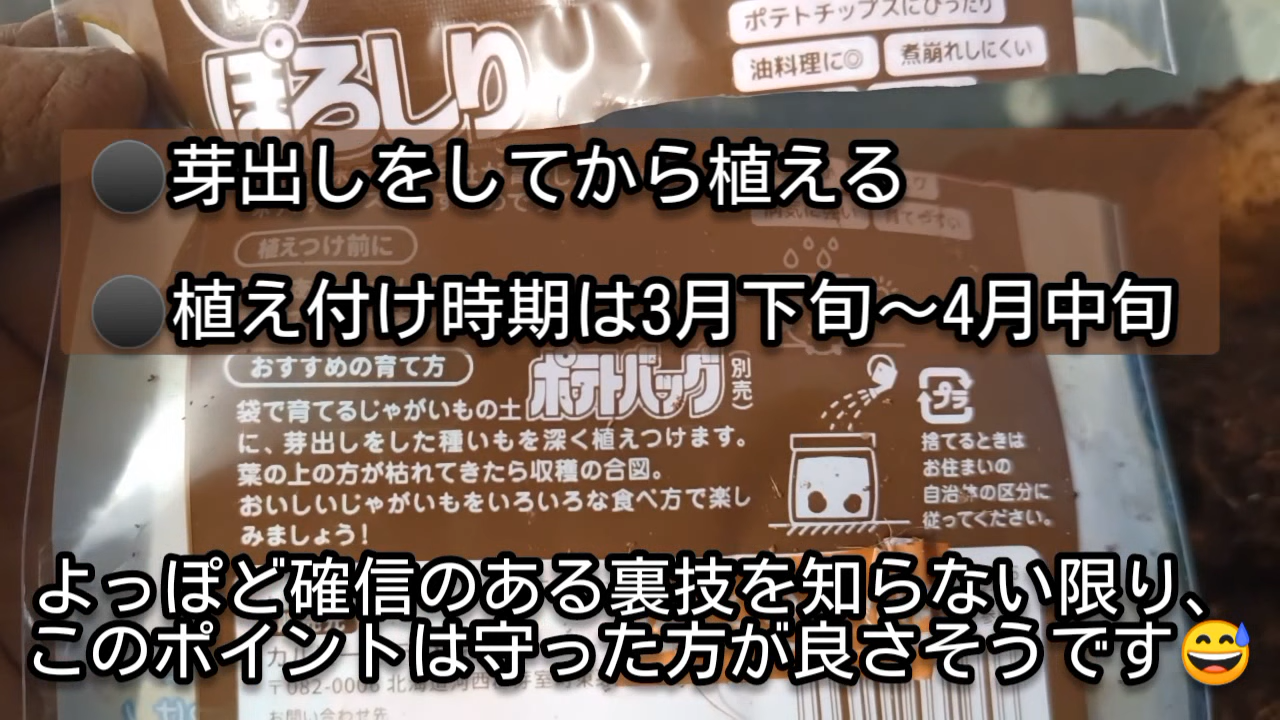 ぽろしり
ポテトチップスにぴったり
油料理に◎
煮崩れしにくい
●芽出しをしてから植える
植えつけ前に
●植え付け時期は3月下旬〜4月中旬
おすすめの育て方
袋で育てるじゃがいもの土 ポテトバッグ(別売)
に、芽出しをした種いもを深く植えつけます。
葉の上の方が枯れてきたら収穫の合図。
おいしいじゃがいもをいろいろな食べ方で楽し
みましょう!
プラ
捨てるときは
お住まいの
自治体の区分に
従ってください。
よっぽど確信のある裏技を知らない限り、
このポイントは守った方が良さそうです😅
お問い合わせ先